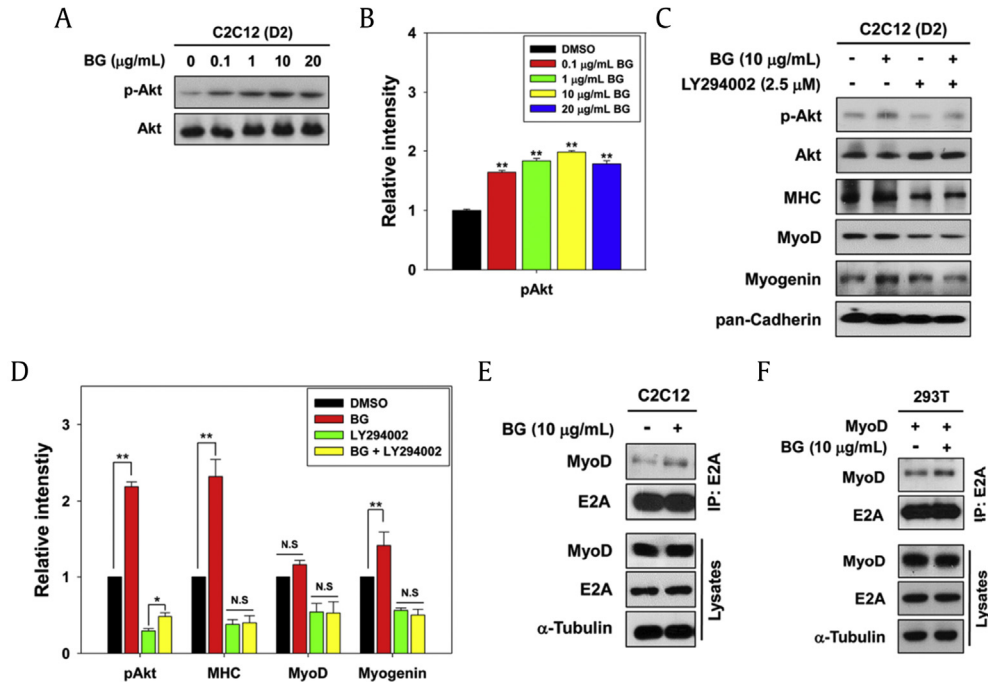 A
C2C12 (D2)
BG (μg/mL) 0 0.1 1 10 20
p-Akt
Akt
B
Relative intensity
4
3
2
1
0
DMSO
0.1 μg/mL BG
1 μg/mL BG
10 μg/mL BG
20 μg/mL BG
** ** ** **
pAkt
C
C2C12 (D2)
BG (10 μg/mL) - + - +
LY294002 (2.5 μM) - - + +
p-Akt
Akt
MHC
MyoD
Myogenin
pan-Cadherin
D
Relative intenstiy
3
2
1
0
DMSO
BG
LY294002
BG + LY294002
** * ** N.S N.S N.S ** N.S
pAkt MHC MyoD Myogenin
E
C2C12
BG (10 μg/mL) - +
MyoD
E2A
IP: E2A
MyoD
E2A
α-Tubulin
Lysates
F
293T
MyoD + +
BG (10 μg/mL) - +
MyoD
E2A
IP: E2A
MyoD
E2A
α-Tubulin
Lysates